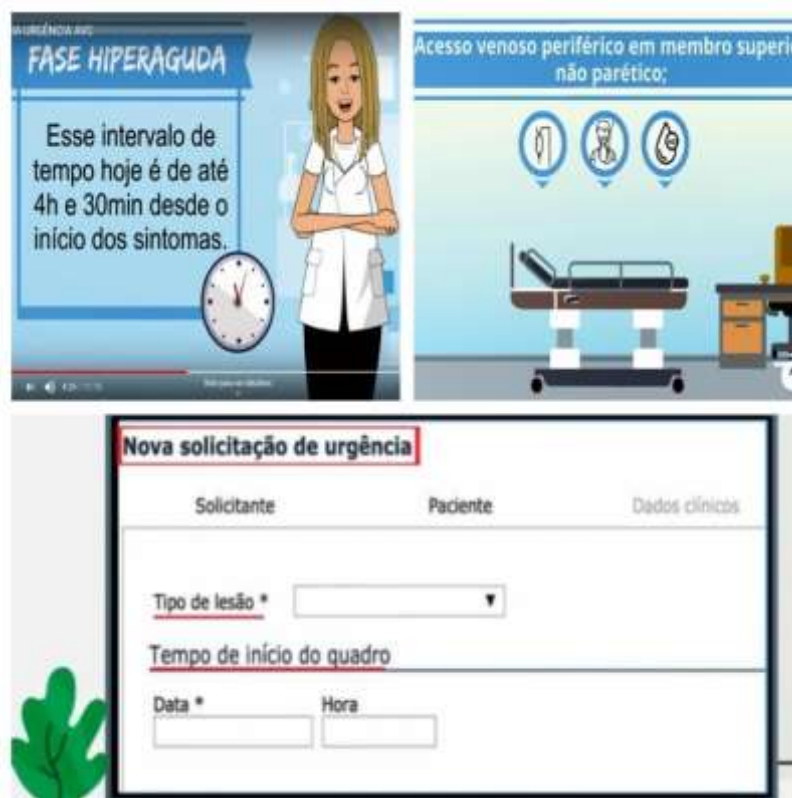 FASE HIPERAGUDA
Esse intervalo de
tempo hoje é de até
4h e 30min desde o
início dos sintomas.
Acesso venoso periférico em membro superi
não parético;
Nova solicitação de urgência
Solicitante
Paciente
Dados clínicos
Tipo de lesão *
Tempo de início do quadro
Data *
Hora